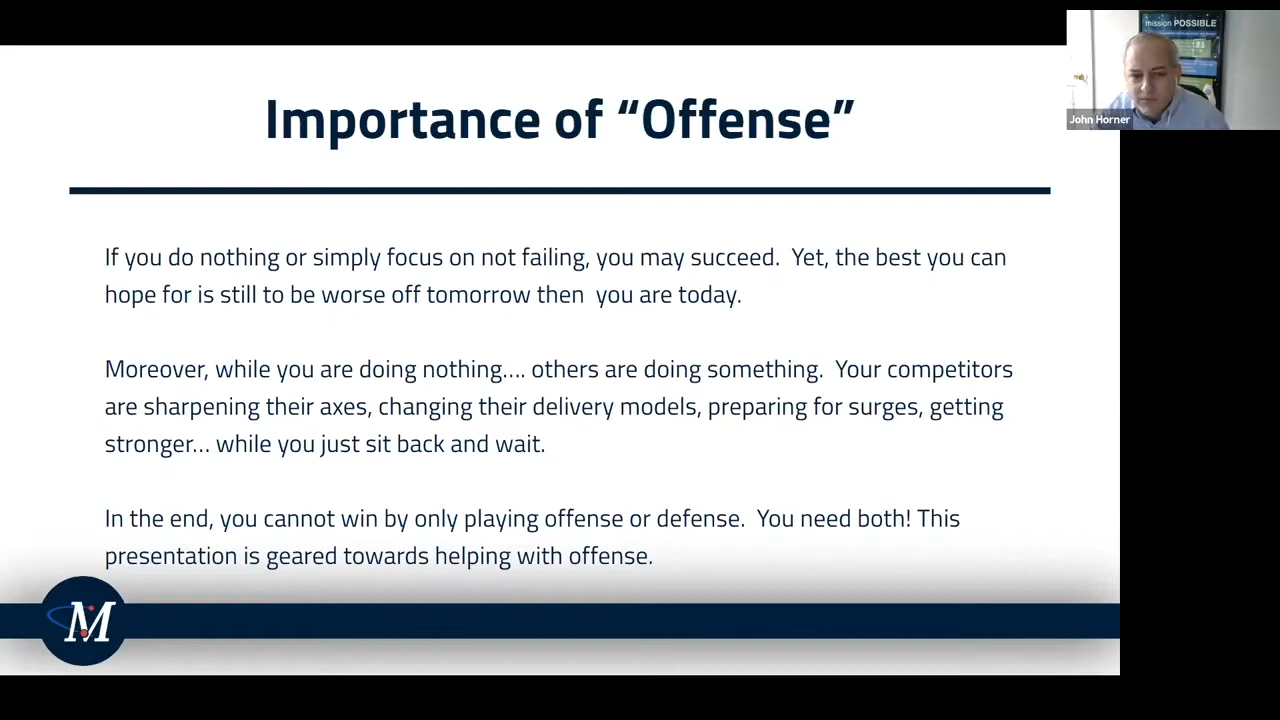 mission POSSIBLE
John Horner
Importance of “Offense”
If you do nothing or simply focus on not failing, you may succeed.  Yet, the best you can
hope for is still to be worse off tomorrow then  you are today.
Moreover, while you are doing nothing…. others are doing something.  Your competitors
are sharpening their axes, changing their delivery models, preparing for surges, getting
stronger… while you just sit back and wait.
In the end, you cannot win by only playing offense or defense.  You need both! This
presentation is geared towards helping with offense.
M